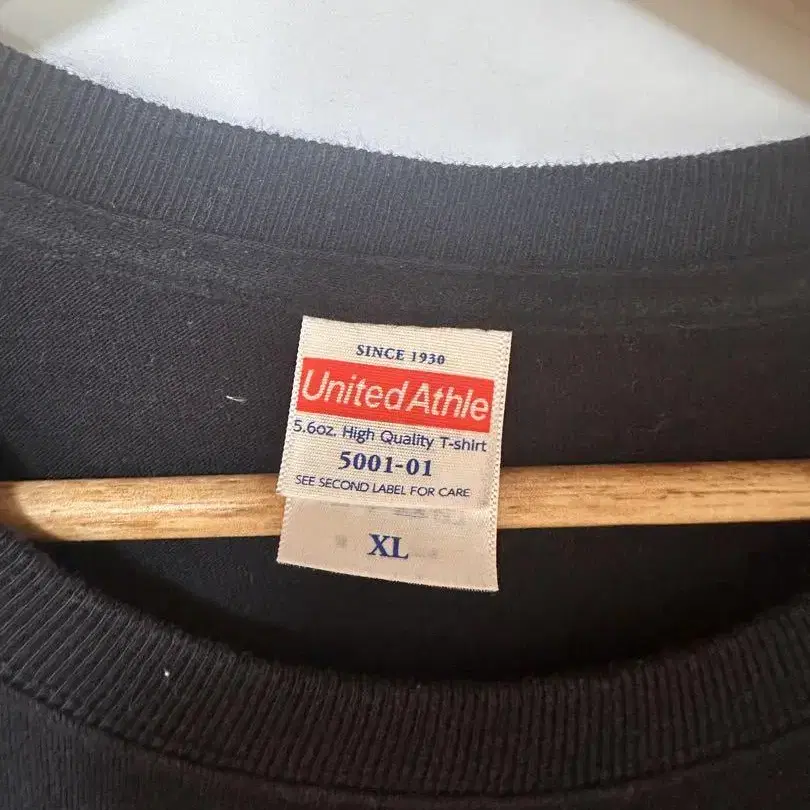 SINCE 1930
United Athle
5.6oz. High Quality T-shirt
5001-01
SEE SECOND LABEL FOR CARE
XL